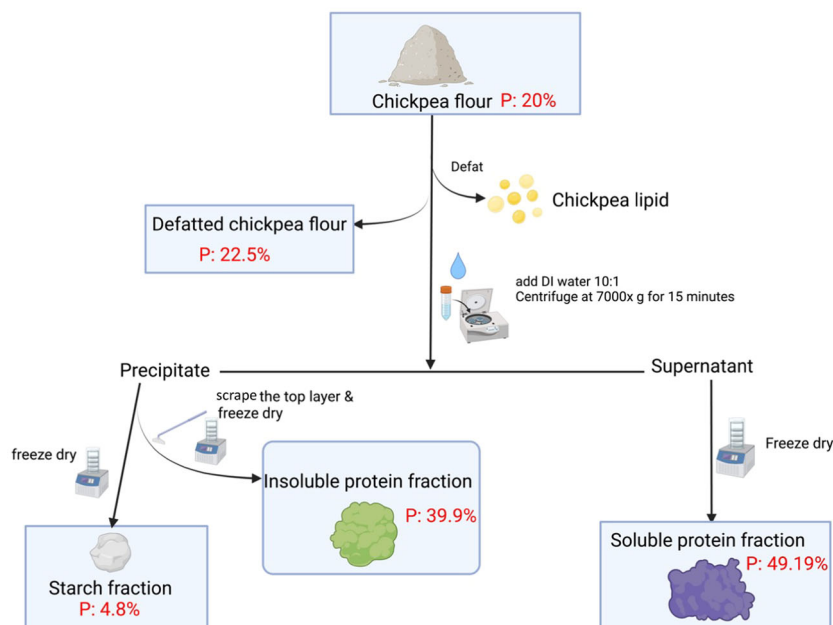 Chickpea flour P: 20%
Defat
Chickpea lipid
Defatted chickpea flour
P: 22.5%
add DI water 10:1
Centrifuge at 7000x g for 15 minutes
Precipitate
Supernatant
scrape the top layer &
freeze dry
freeze dry
Freeze dry
Insoluble protein fraction
P: 39.9%
Soluble protein fraction
P: 49.19%
Starch fraction
P: 4.8%